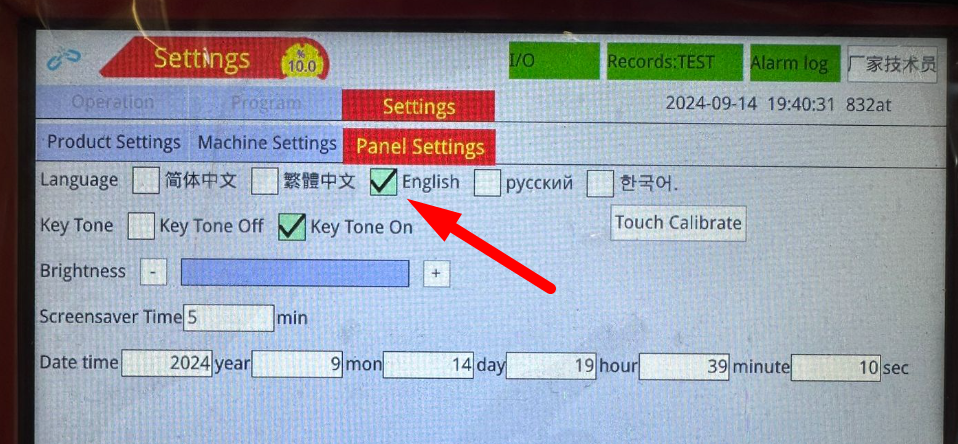 Settings % 10.0 I/O Records:TEST Alarm log 厂家技术员
Operation Program Settings 2024-09-14 19:40:31 832at
Product Settings Machine Settings Panel Settings
Language 简体中文 繁體中文 English русский 한국어.
Key Tone Key Tone Off Key Tone On Touch Calibrate
Brightness - +
Screensaver Time 5 min
Date time 2024 year 9 mon 14 day 19 hour 39 minute 10 sec